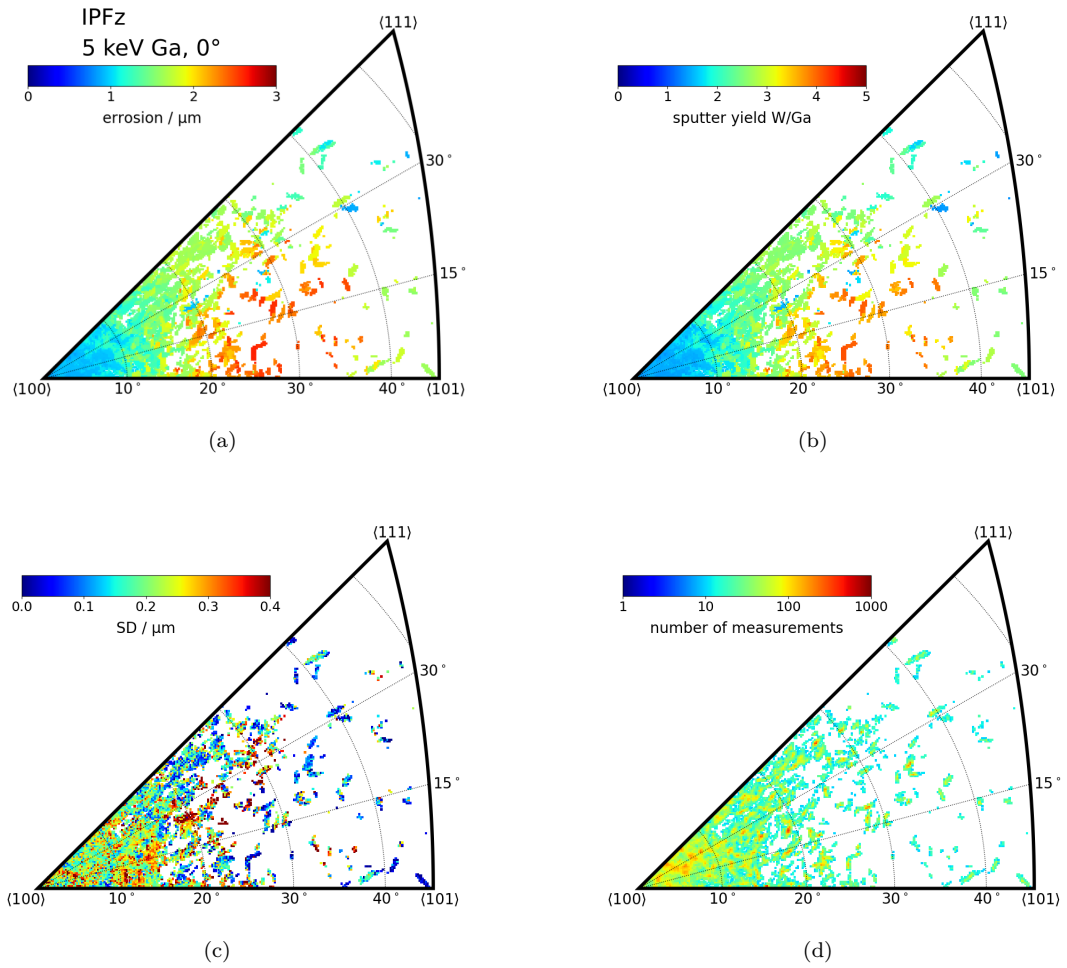 IPFz
5 keV Ga, 0°
0 1 2 3
errosion / μm
⟨111⟩
30°
15°
⟨100⟩ 10° 20° 30° 40° ⟨101⟩
(a)
0 1 2 3 4 5
sputter yield W/Ga
⟨111⟩
30°
15°
⟨100⟩ 10° 20° 30° 40° ⟨101⟩
(b)
0.0 0.1 0.2 0.3 0.4
SD / μm
⟨111⟩
30°
15°
⟨100⟩ 10° 20° 30° 40° ⟨101⟩
(c)
1 10 100 1000
number of measurements
⟨111⟩
30°
15°
⟨100⟩ 10° 20° 30° 40° ⟨101⟩
(d)